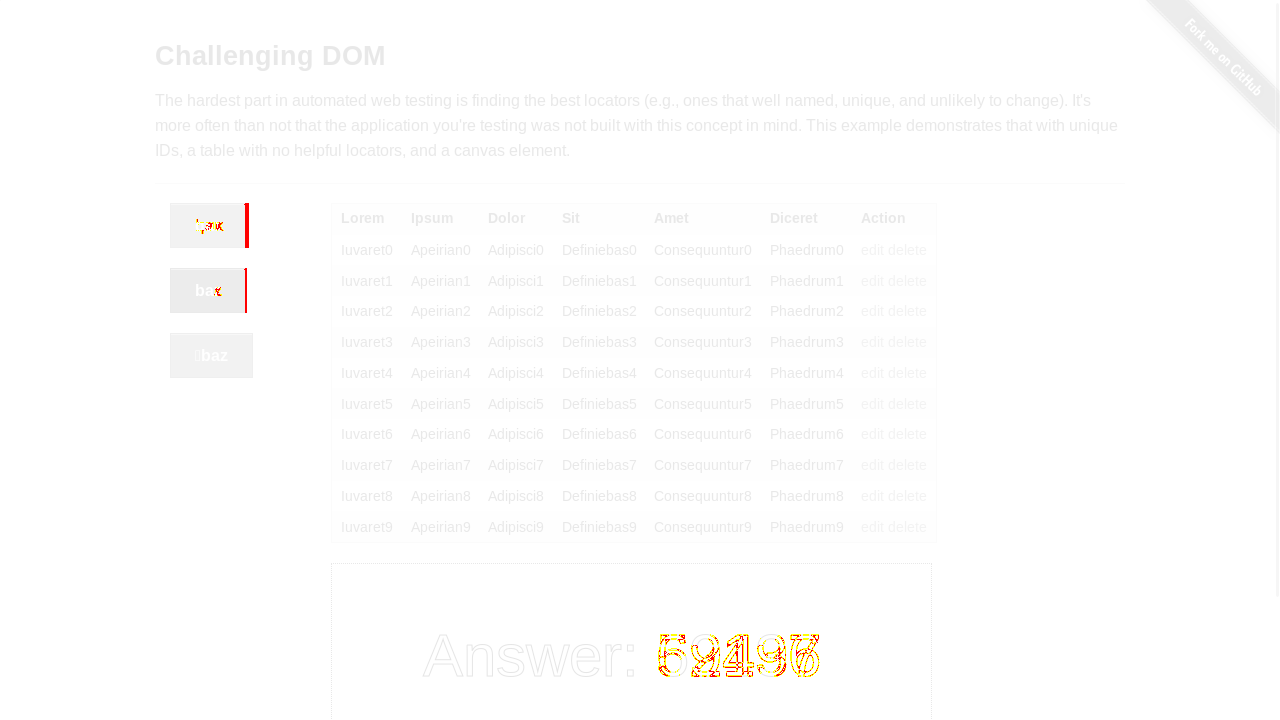 Fork me on GitHub
Challenging DOM
The hardest part in automated web testing is finding the best locators (e.g., ones that well named, unique, and unlikely to change). It's
more often than not that the application you're testing was not built with this concept in mind. This example demonstrates that with unique
IDs, a table with no helpful locators, and a canvas element.
baz
Lorem Ipsum Dolor Sit Amet Diceret Action
Iuvaret0 Apeirian0 Adipisci0 Definiebas0 Consequuntur0 Phaedrum0 edit delete
Iuvaret1 Apeirian1 Adipisci1 Definiebas1 Consequuntur1 Phaedrum1 edit delete
Iuvaret2 Apeirian2 Adipisci2 Definiebas2 Consequuntur2 Phaedrum2 edit delete
Iuvaret3 Apeirian3 Adipisci3 Definiebas3 Consequuntur3 Phaedrum3 edit delete
Iuvaret4 Apeirian4 Adipisci4 Definiebas4 Consequuntur4 Phaedrum4 edit delete
Iuvaret5 Apeirian5 Adipisci5 Definiebas5 Consequuntur5 Phaedrum5 edit delete
Iuvaret6 Apeirian6 Adipisci6 Definiebas6 Consequuntur6 Phaedrum6 edit delete
Iuvaret7 Apeirian7 Adipisci7 Definiebas7 Consequuntur7 Phaedrum7 edit delete
Iuvaret8 Apeirian8 Adipisci8 Definiebas8 Consequuntur8 Phaedrum8 edit delete
Iuvaret9 Apeirian9 Adipisci9 Definiebas9 Consequuntur9 Phaedrum9 edit delete
Answer: